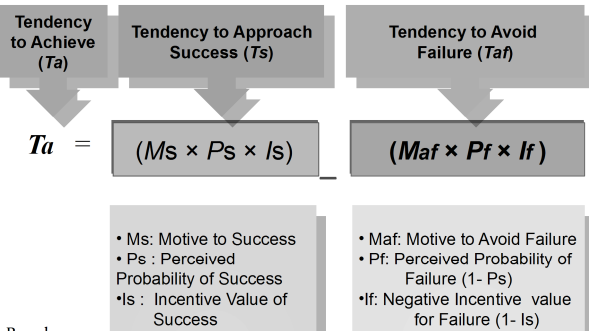 Tendency
to Achieve
(Ta)
Tendency to Approach
Success (Ts)
Tendency to Avoid
Failure (Taf)
Ta = (Ms × Ps × Is) – (Maf × Pf × If )
• Ms: Motive to Success
• Ps : Perceived
Probability of Success
•Is : Incentive Value of
Success
• Maf: Motive to Avoid Failure
• Pf: Perceived Probability of
Failure (1- Ps)
•If: Negative Incentive value
for Failure (1- Is)